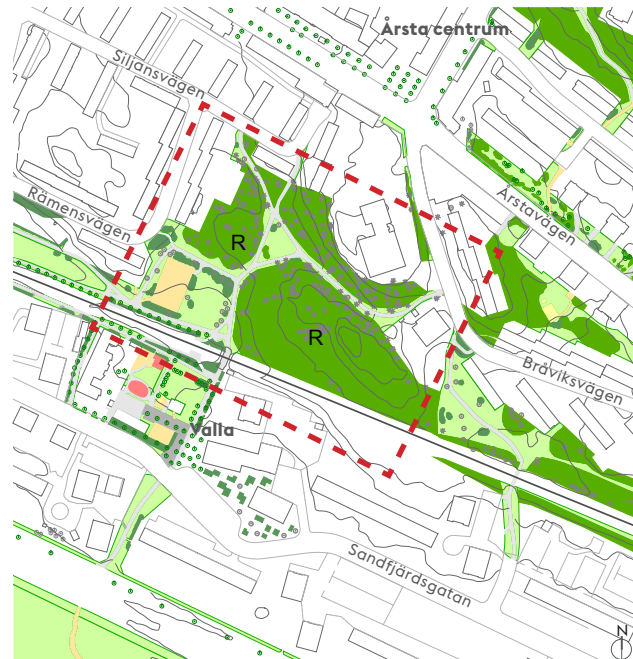 Årsta centrum
Siljansvägen
Rämensvägen
Årstavägen
R
R
Bråviksvägen
Valla
Sandfjärdsgatan
N